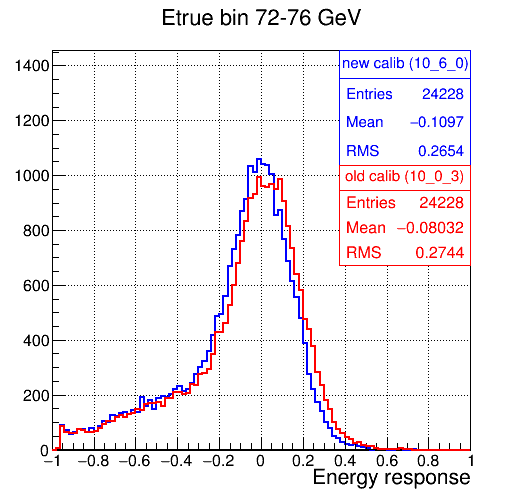 Etrue bin 72-76 GeV
new calib (10_6_0)
Entries 24228
Mean −0.1097
RMS 0.2654
old calib (10_0_3)
Entries 24228
Mean −0.08032
RMS 0.2744
1400
1200
1000
800
600
400
200
0
−1 −0.8 −0.6 −0.4 −0.2 0 0.2 0.4 0.6 0.8 1
Energy response